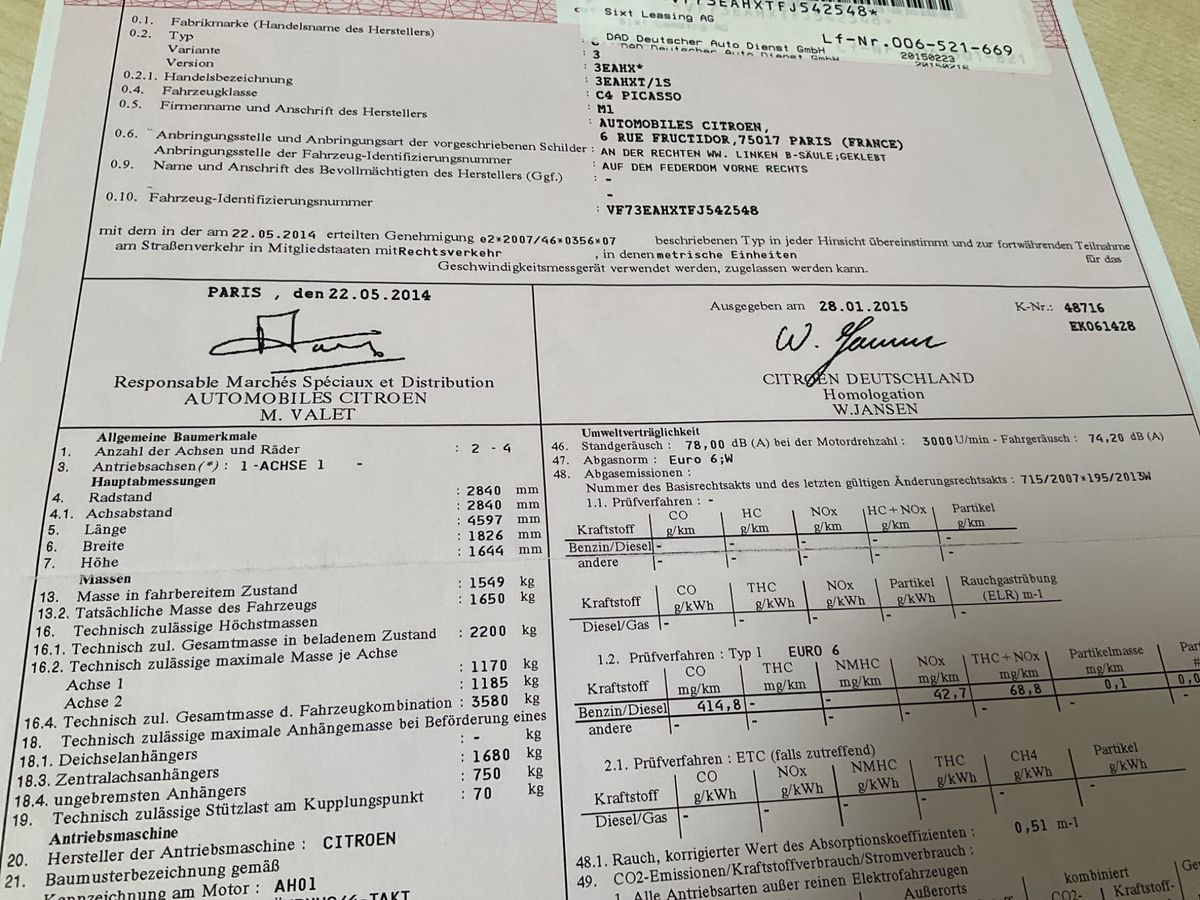 73EAHXTFJ542548*
Sixt Leasing AG
Lf-Nr.006-521-669
DAD Deutscher Auto Dienst GmbH
20150223
0.1. Fabrikmarke (Handelsname des Herstellers)
0.2. Typ : 3
Variante : 3EAHX*
Version : 3EAHXT/1S
0.2.1. Handelsbezeichnung : C4 PICASSO
0.4. Fahrzeugklasse : M1
0.5. Firmenname und Anschrift des Herstellers : AUTOMOBILES CITROEN,
6 RUE FRUCTIDOR,75017 PARIS (FRANCE)
0.6. Anbringungsstelle und Anbringungsart der vorgeschriebenen Schilder : AN DER RECHTEN WW. LINKEN B-SÄULE;GEKLEBT
Anbringungsstelle der Fahrzeug-Identifizierungsnummer : AUF DEM FEDERDOM VORNE RECHTS
0.9. Name und Anschrift des Bevollmächtigten des Herstellers (Ggf.) : -
-
0.10. Fahrzeug-Identifizierungsnummer : VF73EAHXTFJ542548
mit dem in der am 22.05.2014 erteilten Genehmigung e2*2007/46*0356*07 beschriebenen Typ in jeder Hinsicht übereinstimmt und zur fortwährenden Teilnahme
am Straßenverkehr in Mitgliedstaaten mit Rechtsverkehr , in denen metrische Einheiten für das
Geschwindigkeitsmessgerät verwendet werden, zugelassen werden kann.
PARIS , den 22.05.2014
Responsable Marchés Spéciaux et Distribution
AUTOMOBILES CITROEN
M. VALET
Ausgegeben am 28.01.2015 K-Nr.: 48716
EK061428
W. Jansen
CITROEN DEUTSCHLAND
Homologation
W.JANSEN
Allgemeine Baumerkmale
1. Anzahl der Achsen und Räder : 2 - 4
3. Antriebsachsen(*) : 1 -ACHSE 1 -
Hauptabmessungen
4. Radstand : 2840 mm
4.1. Achsabstand : 2840 mm
5. Länge : 4597 mm
6. Breite : 1826 mm
7. Höhe : 1644 mm
Massen
13. Masse in fahrbereitem Zustand : 1549 kg
13.2. Tatsächliche Masse des Fahrzeugs : 1650 kg
16. Technisch zulässige Höchstmassen
16.1. Technisch zul. Gesamtmasse in beladenem Zustand : 2200 kg
16.2. Technisch zulässige maximale Masse je Achse
Achse 1 : 1170 kg
Achse 2 : 1185 kg
16.4. Technisch zul. Gesamtmasse d. Fahrzeugkombination : 3580 kg
18. Technisch zulässige maximale Anhängemasse bei Beförderung eines
18.1. Deichselanhängers : - kg
18.3. Zentralachsanhängers : 1680 kg
18.4. ungebremsten Anhängers : 750 kg
19. Technisch zulässige Stützlast am Kupplungspunkt : 70 kg
Antriebsmaschine
20. Hersteller der Antriebsmaschine : CITROEN
21. Baumusterbezeichnung gemäß
Kennzeichnung am Motor : AH01
-TAKT
Umweltverträglichkeit
46. Standgeräusch : 78,00 dB (A) bei der Motordrehzahl : 3000 U/min - Fahrgeräusch : 74,20 dB (A)
47. Abgasnorm : Euro 6;W
48. Abgasemissionen :
Nummer des Basisrechtsakts und des letzten gültigen Änderungsrechtsakts : 715/2007*195/2013W
1.1. Prüfverfahren : -
Kraftstoff CO g/km HC g/km NOx g/km HC+NOx g/km Partikel g/km
Benzin/Diesel - - - - -
andere - - - - -
Kraftstoff CO g/kWh THC g/kWh NOx g/kWh Partikel g/kWh Rauchgastrübung (ELR) m-1
Diesel/Gas - - - - -
1.2. Prüfverfahren : Typ I EURO 6
Kraftstoff CO mg/km THC mg/km NMHC mg/km NOx mg/km THC+NOx mg/km Partikelmasse mg/km Par #
Benzin/Diesel 414,8 - - 42,7 68,8 0,1 0,0
andere - - - - - - -
2.1. Prüfverfahren : ETC (falls zutreffend)
Kraftstoff CO g/kWh NOx g/kWh NMHC g/kWh THC g/kWh CH4 g/kWh Partikel g/kWh
Diesel/Gas - - - - - -
48.1. Rauch, korrigierter Wert des Absorptionskoeffizienten : 0,51 m-1
49. CO2-Emissionen/Kraftstoffverbrauch/Stromverbrauch :
1. Alle Antriebsarten außer reinen Elektrofahrzeugen
Außerorts kombiniert
CO2- Kraftstoff-